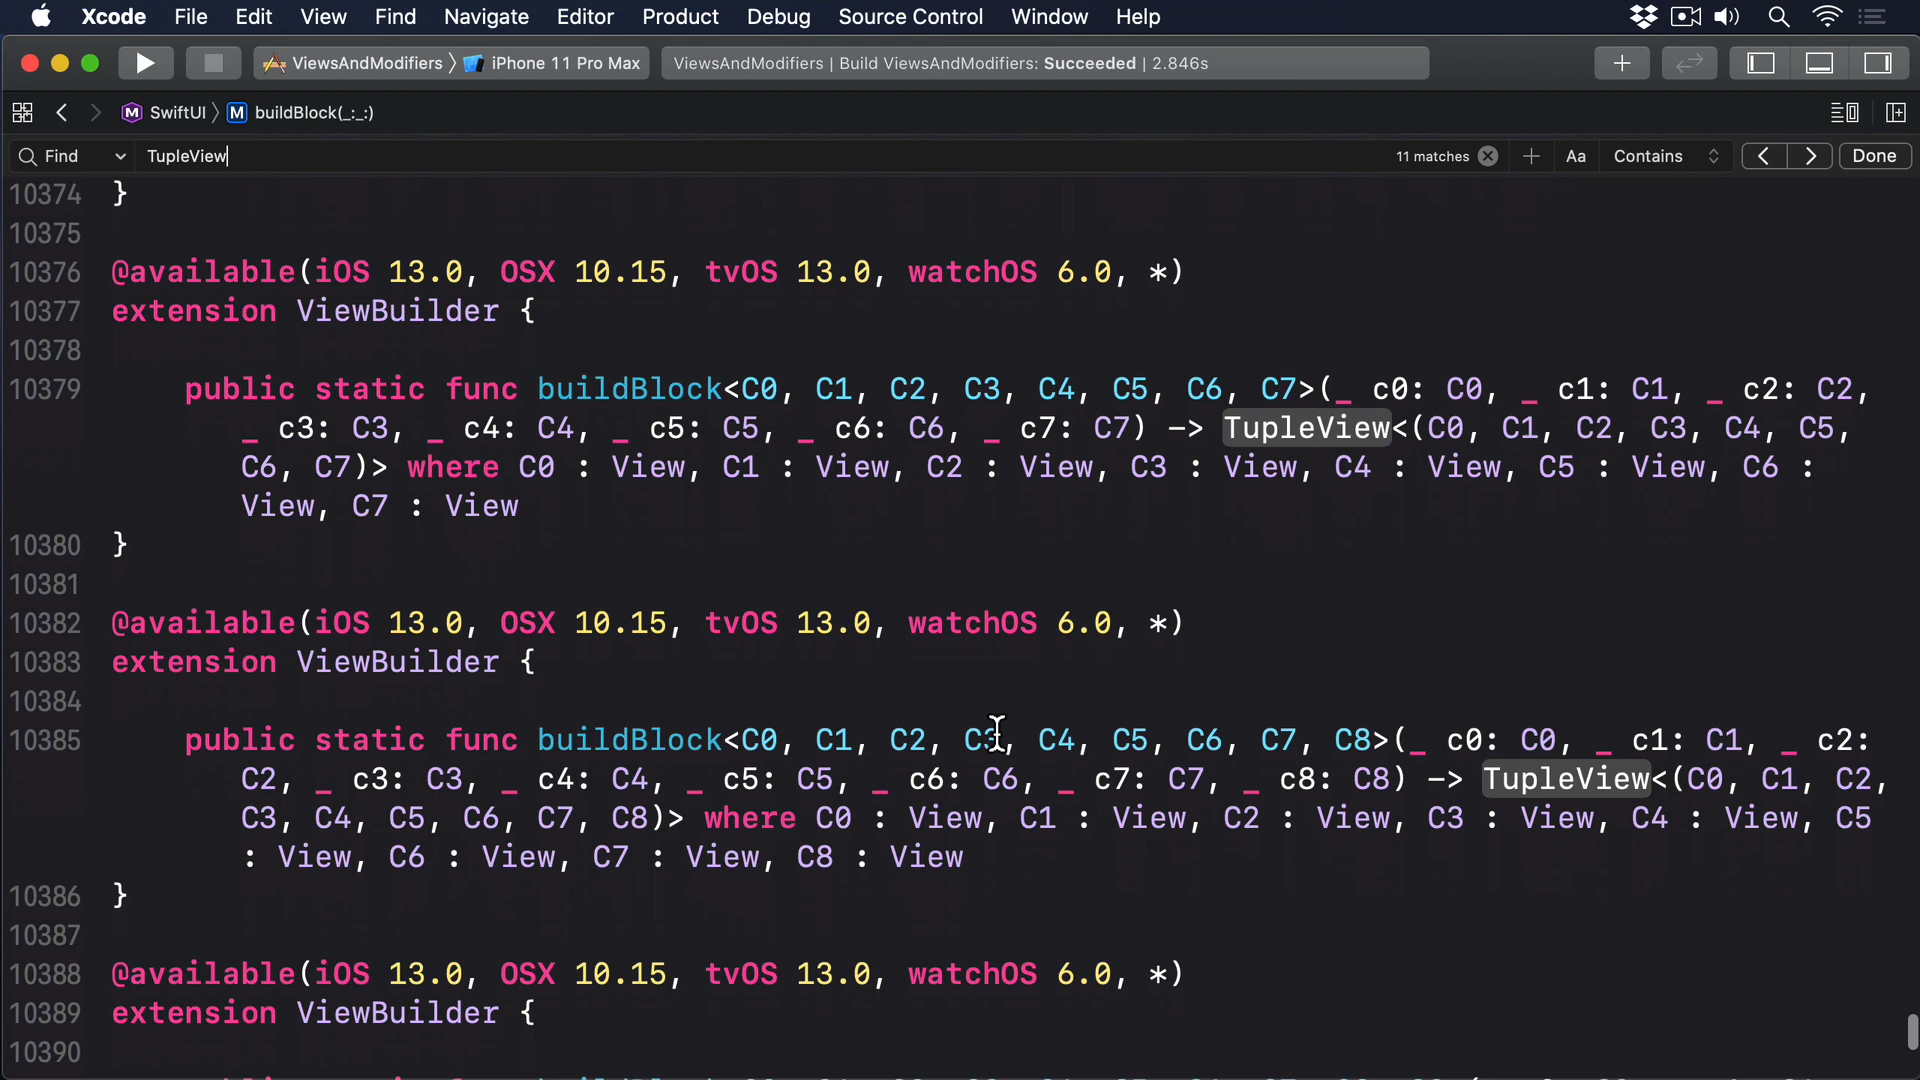 Xcode File Edit View Find Navigate Editor Product Debug Source Control Window Help
ViewsAndModifiers 〉 iPhone 11 Pro Max ViewsAndModifiers | Build ViewsAndModifiers: Succeeded | 2.846s
SwiftUI 〉 M buildBlock(_:_:)
Find TupleView 11 matches Aa Contains Done
10374 }
10375
10376 @available(iOS 13.0, OSX 10.15, tvOS 13.0, watchOS 6.0, *)
10377 extension ViewBuilder {
10378
10379 public static func buildBlock<C0, C1, C2, C3, C4, C5, C6, C7>(_ c0: C0, _ c1: C1, _ c2: C2,
_ c3: C3, _ c4: C4, _ c5: C5, _ c6: C6, _ c7: C7) -> TupleView<(C0, C1, C2, C3, C4, C5,
C6, C7)> where C0 : View, C1 : View, C2 : View, C3 : View, C4 : View, C5 : View, C6 :
View, C7 : View
10380 }
10381
10382 @available(iOS 13.0, OSX 10.15, tvOS 13.0, watchOS 6.0, *)
10383 extension ViewBuilder {
10384
10385 public static func buildBlock<C0, C1, C2, C3, C4, C5, C6, C7, C8>(_ c0: C0, _ c1: C1, _ c2:
C2, _ c3: C3, _ c4: C4, _ c5: C5, _ c6: C6, _ c7: C7, _ c8: C8) -> TupleView<(C0, C1, C2,
C3, C4, C5, C6, C7, C8)> where C0 : View, C1 : View, C2 : View, C3 : View, C4 : View, C5
: View, C6 : View, C7 : View, C8 : View
10386 }
10387
10388 @available(iOS 13.0, OSX 10.15, tvOS 13.0, watchOS 6.0, *)
10389 extension ViewBuilder {
10390